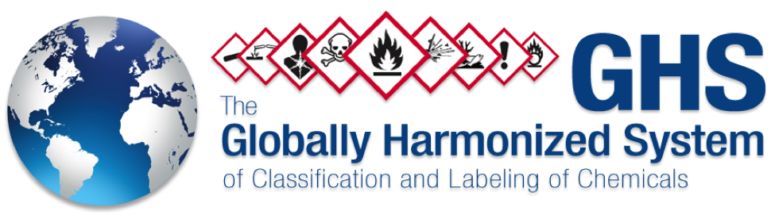 GHS
The
Globally Harmonized System
of Classification and Labeling of Chemicals